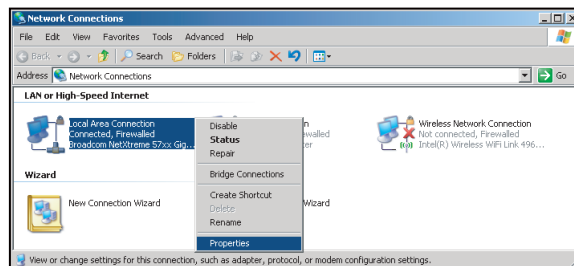 Network Connections
File Edit View Favorites Tools Advanced Help
Back Search Folders
Address Network Connections Go
LAN or High-Speed Internet
Local Area Connection
Connected, Firewalled
Broadcom NetXtreme 57xx Gig...
Disable
Status
Repair
Bridge Connections
Create Shortcut
Delete
Rename
Properties
n
ewalled
ter
Wireless Network Connection
Not connected, Firewalled
Intel(R) Wireless WiFi Link 496...
Wizard
New Connection Wizard
Wizard
View or change settings for this connection, such as adapter, protocol, or modem configuration settings.